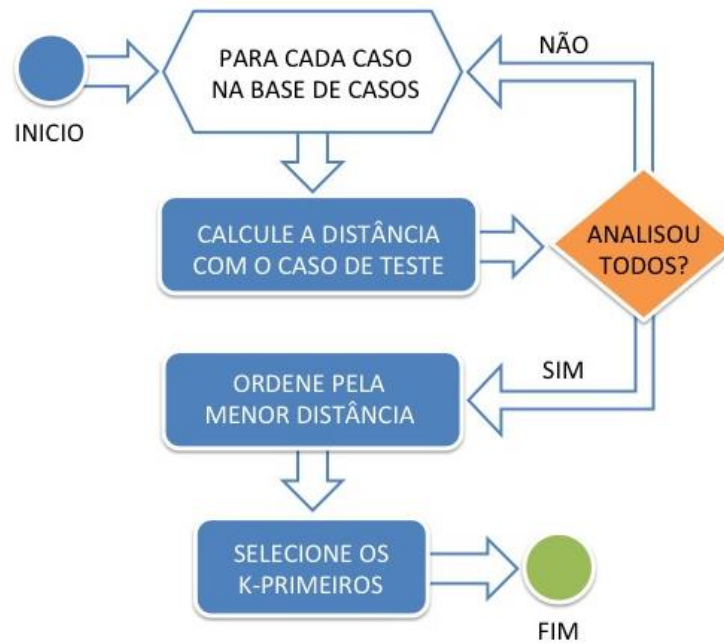 INICIO
PARA CADA CASO
NA BASE DE CASOS
NÃO
CALCULE A DISTÂNCIA
COM O CASO DE TESTE
ANALISOU
TODOS?
SIM
ORDENE PELA
MENOR DISTÂNCIA
SELECIONE OS
K-PRIMEIROS
FIM